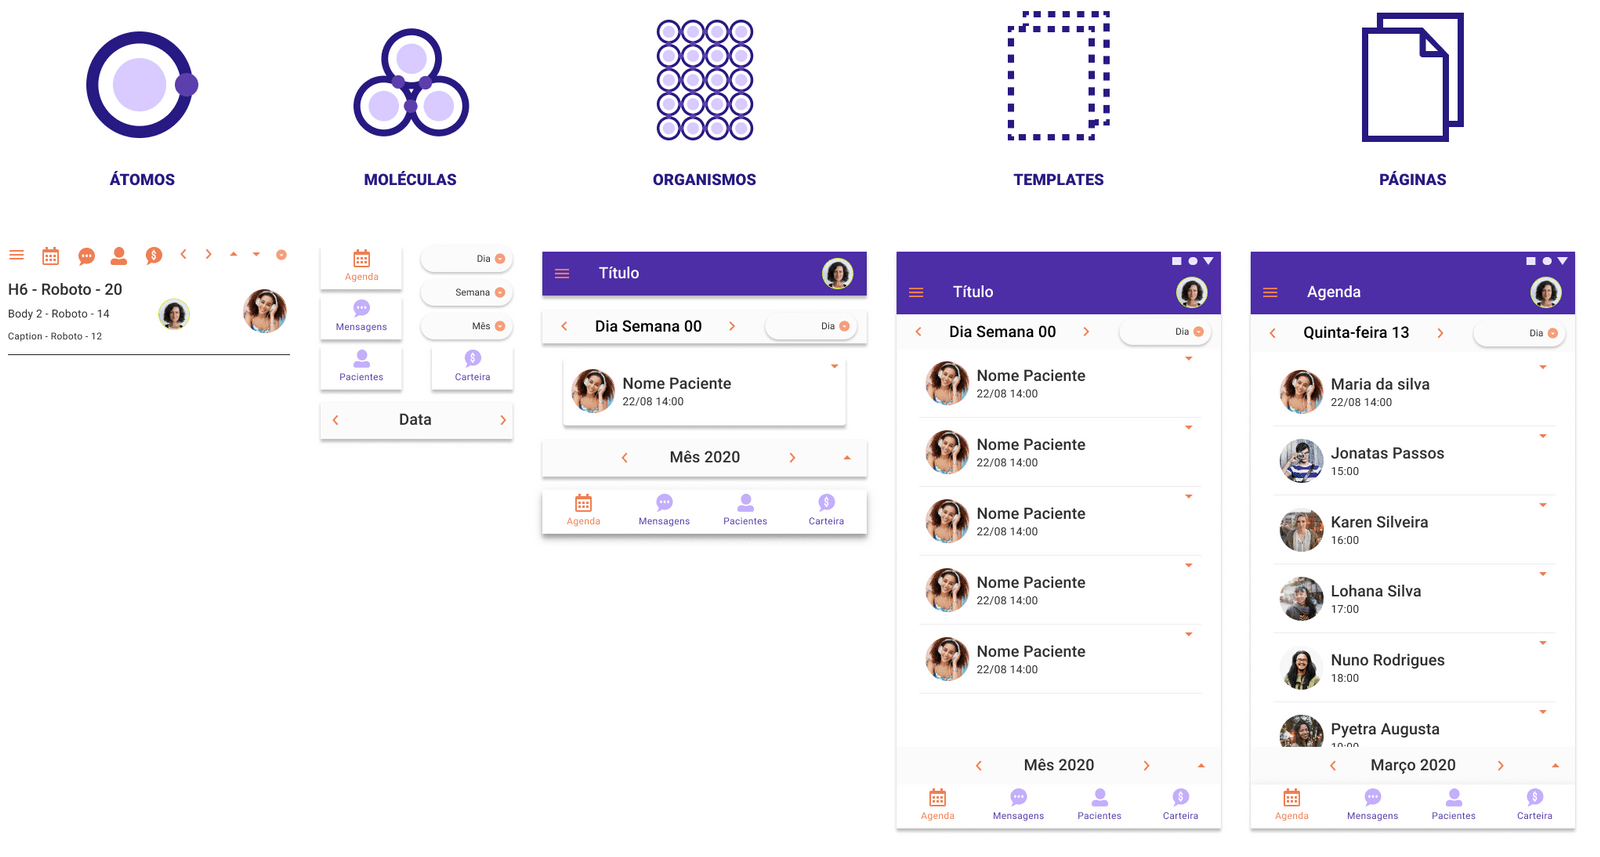 ÁTOMOS
MOLÉCULAS
ORGANISMOS
TEMPLATES
PÁGINAS
H6 - Roboto - 20
Body 2 - Roboto - 14
Caption - Roboto - 12
Agenda
Dia
Semana
Mensagens
Mês
Pacientes
Carteira
Data
Título
Dia Semana 00
Dia
Nome Paciente
22/08 14:00
Mês 2020
Agenda
Mensagens
Pacientes
Carteira
Título
Dia Semana 00
Dia
Nome Paciente
22/08 14:00
Nome Paciente
22/08 14:00
Nome Paciente
22/08 14:00
Nome Paciente
22/08 14:00
Nome Paciente
22/08 14:00
Mês 2020
Agenda
Mensagens
Pacientes
Carteira
Agenda
Quinta-feira 13
Dia
Maria da silva
22/08 14:00
Jonatas Passos
15:00
Karen Silveira
16:00
Lohana Silva
17:00
Nuno Rodrigues
18:00
Pyetra Augusta
Março 2020
Agenda
Mensagens
Pacientes
Carteira